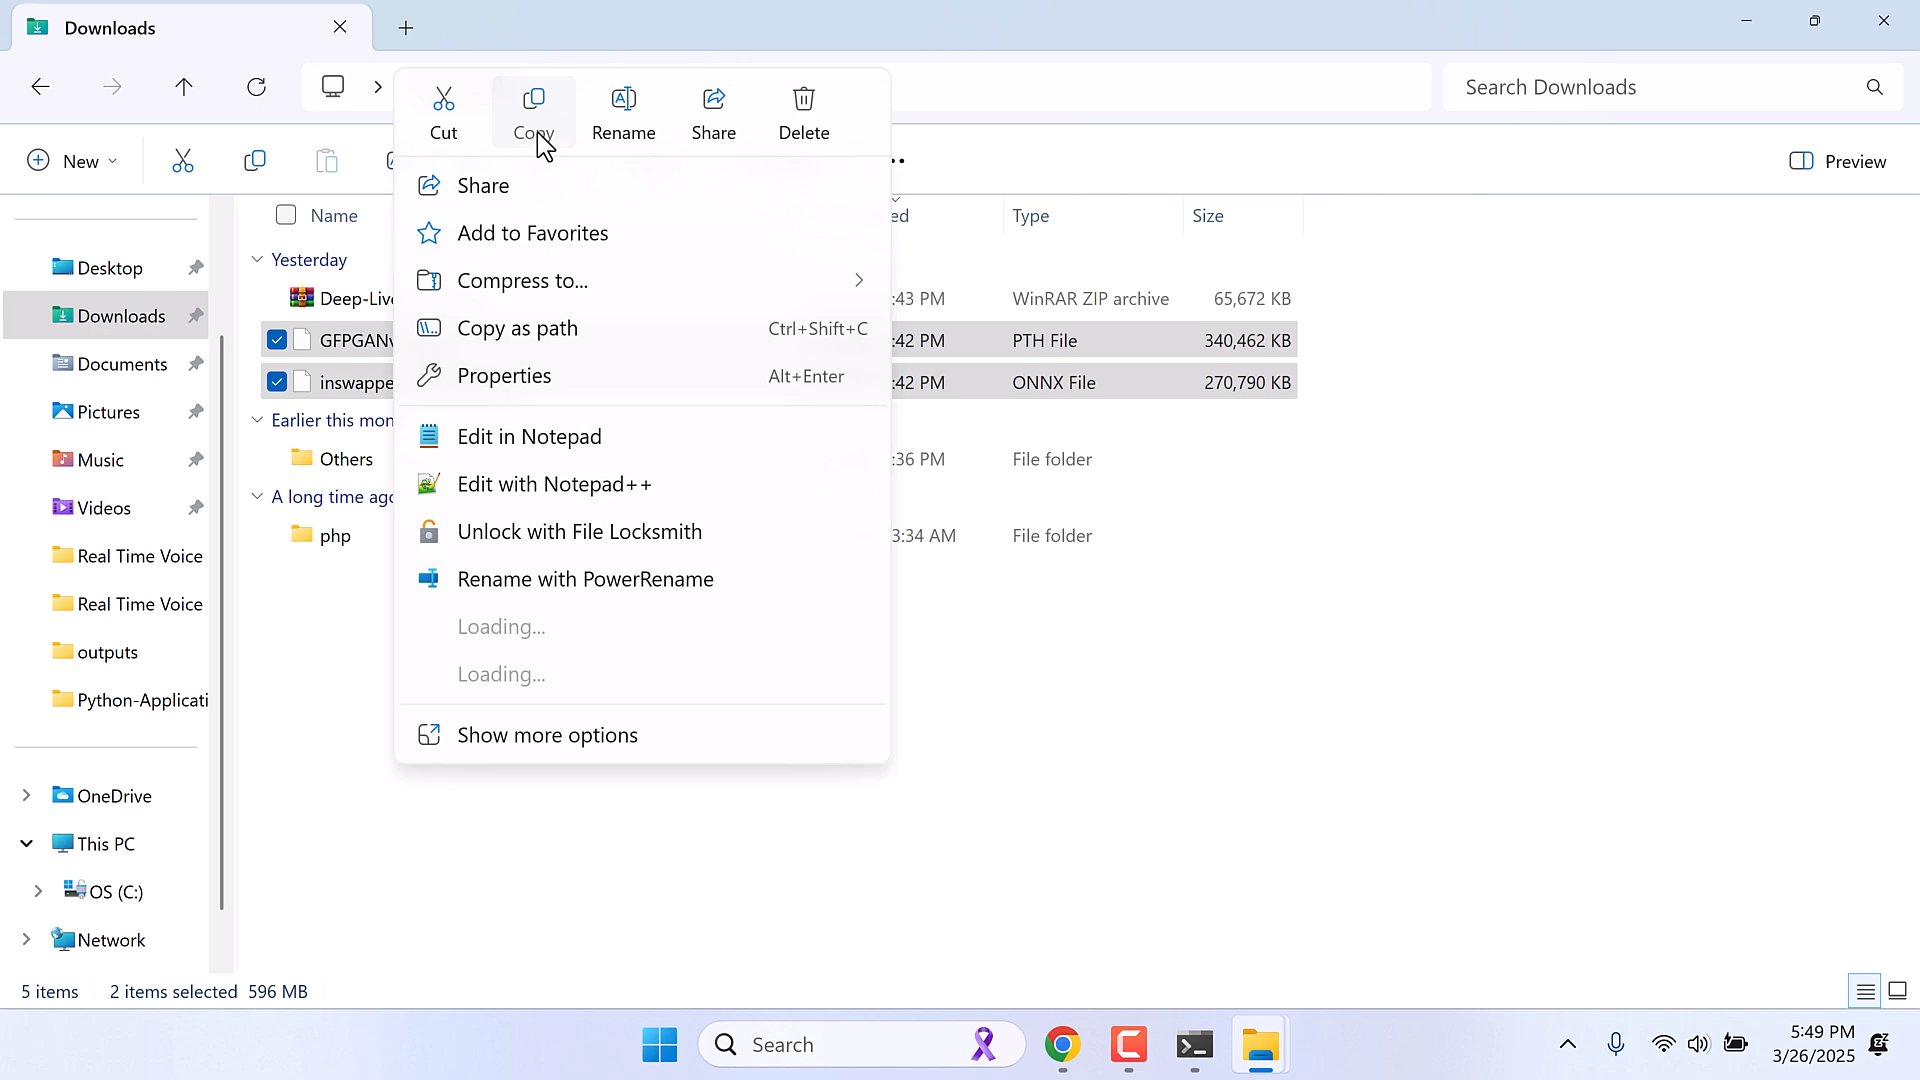 Downloads
Search Downloads
Cut Copy Rename Share Delete
New
Preview
Share
Name
ed
Type
Size
Add to Favorites
Desktop
Yesterday
Compress to...
Deep-Live
:43 PM
WinRAR ZIP archive
65,672 KB
Downloads
Copy as path
Ctrl+Shift+C
GFPGANv
:42 PM
PTH File
340,462 KB
Documents
Properties
Alt+Enter
inswappe
:42 PM
ONNX File
270,790 KB
Pictures
Earlier this mon
Edit in Notepad
Music
Others
:36 PM
File folder
Edit with Notepad++
A long time ago
Videos
Unlock with File Locksmith
php
3:34 AM
File folder
Real Time Voice
Rename with PowerRename
Real Time Voice
Loading...
outputs
Loading...
Python-Applicati
Show more options
OneDrive
This PC
OS (C:)
Network
5 items
2 items selected 596 MB
Search
5:49 PM
3/26/2025